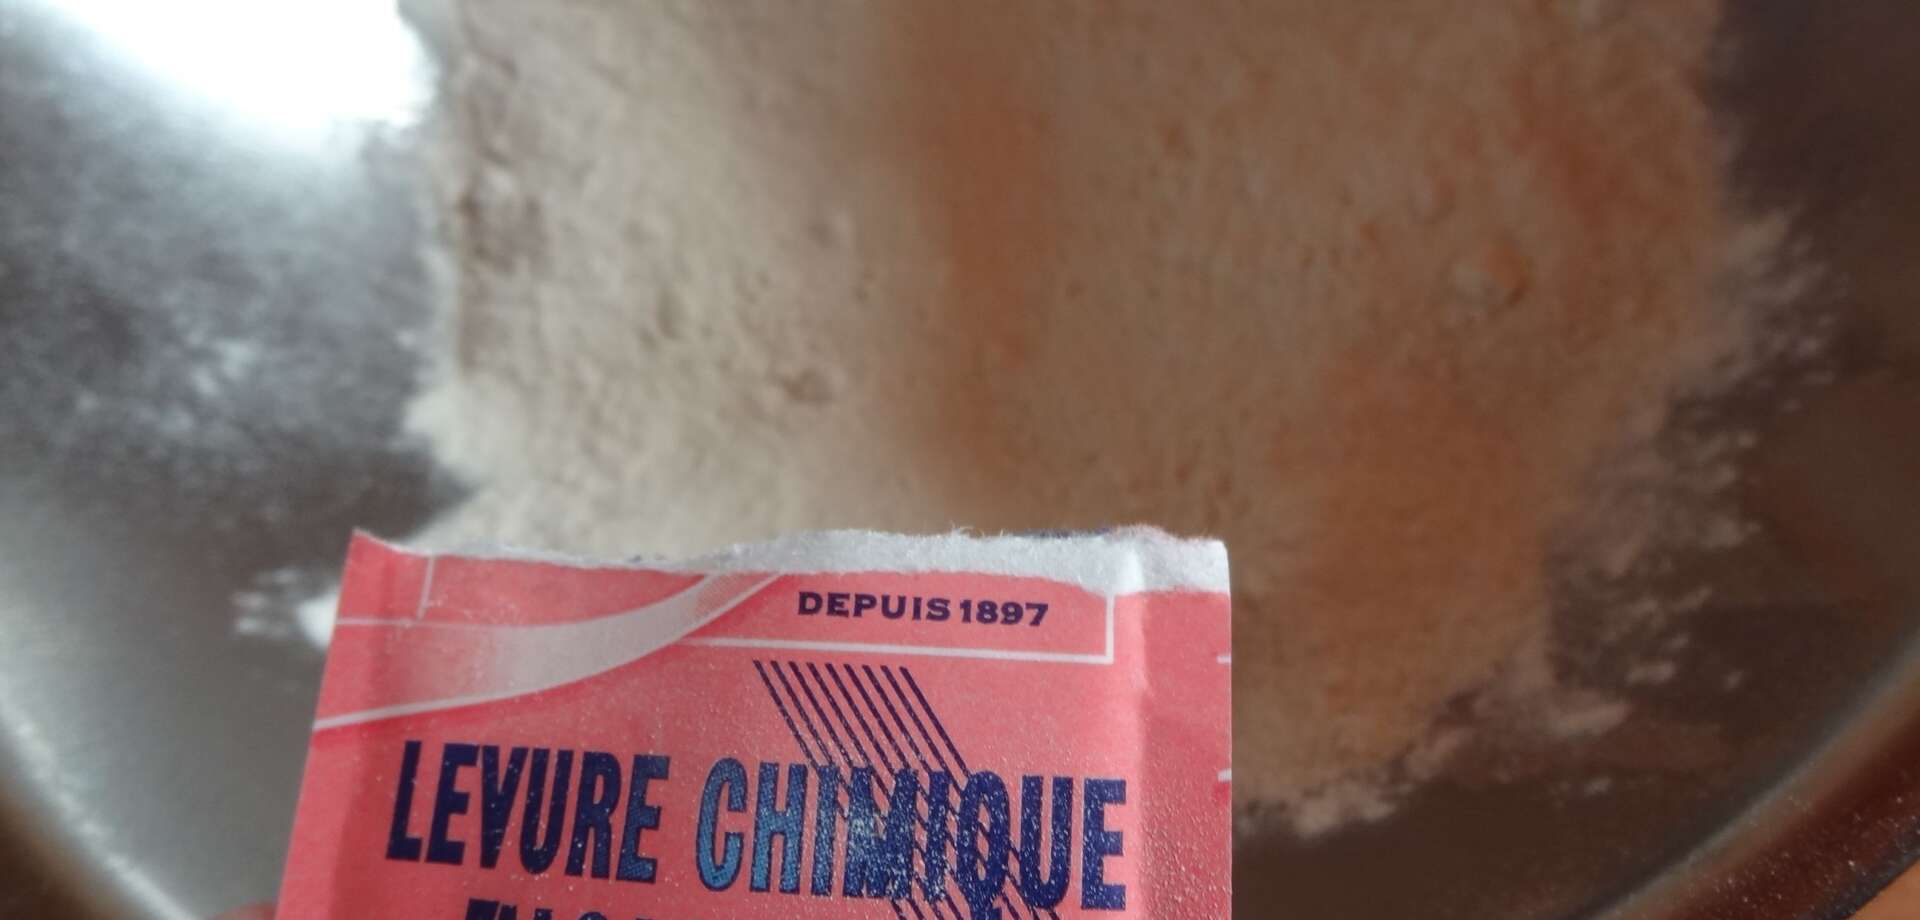 DEPUIS 1897
LEVURE CHIMIQUE